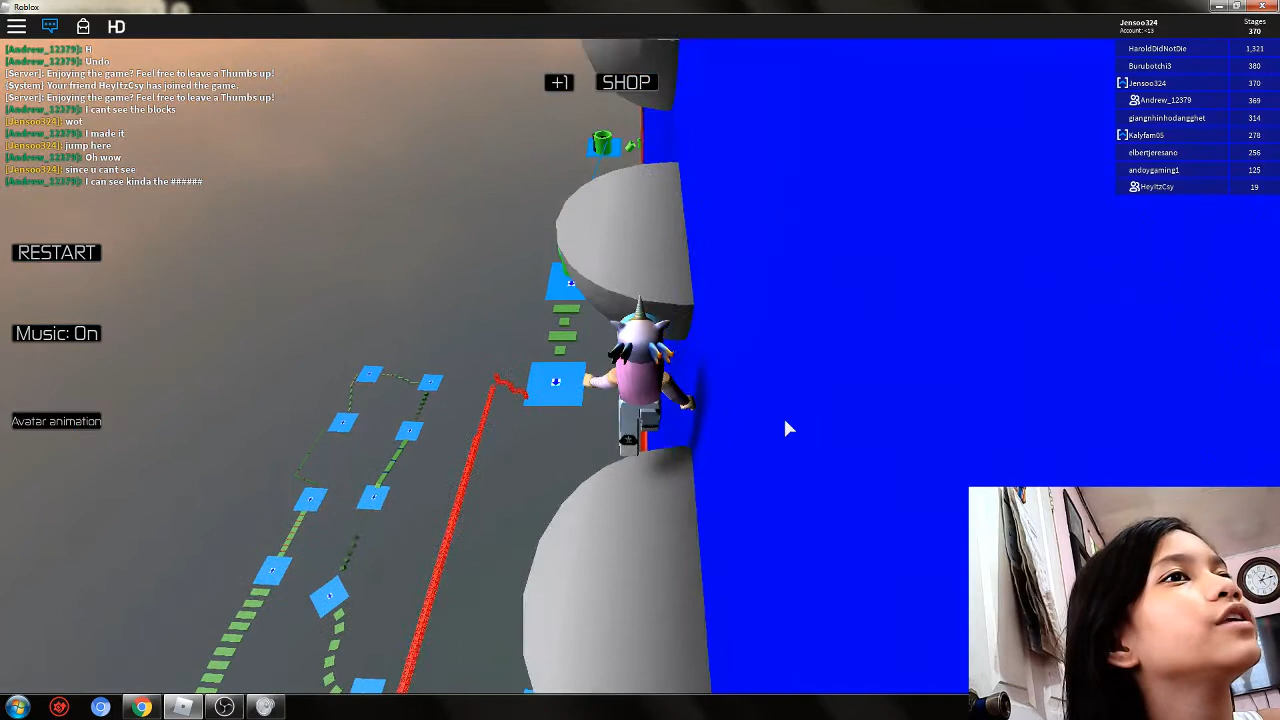 Roblox
HD
Jensoo324
Account: <13
Stages
370
[Andrew_12379]: H
[Andrew_12379]: Undo
[Server]: Enjoying the game? Feel free to leave a Thumbs up!
[System] Your friend HeyItzCsy has joined the game.
[Server]: Enjoying the game? Feel free to leave a Thumbs up!
[Andrew_12379]: I cant see the blocks
[Jensoo324]: wot
[Andrew_12379]: I made it
[Jensoo324]: jump here
[Andrew_12379]: Oh wow
[Jensoo324]: since u cant see
[Andrew_12379]: I can see kinda the ######
+1
SHOP
HaroldDidNotDie 1,321
Burubotchi3 380
Jensoo324 370
Andrew_12379 369
giangnhinhodangghet 314
Kalyfam05 278
elbertjeresano 256
andoygaming1 125
HeyItzCsy 19
RESTART
Music: On
Avatar animation